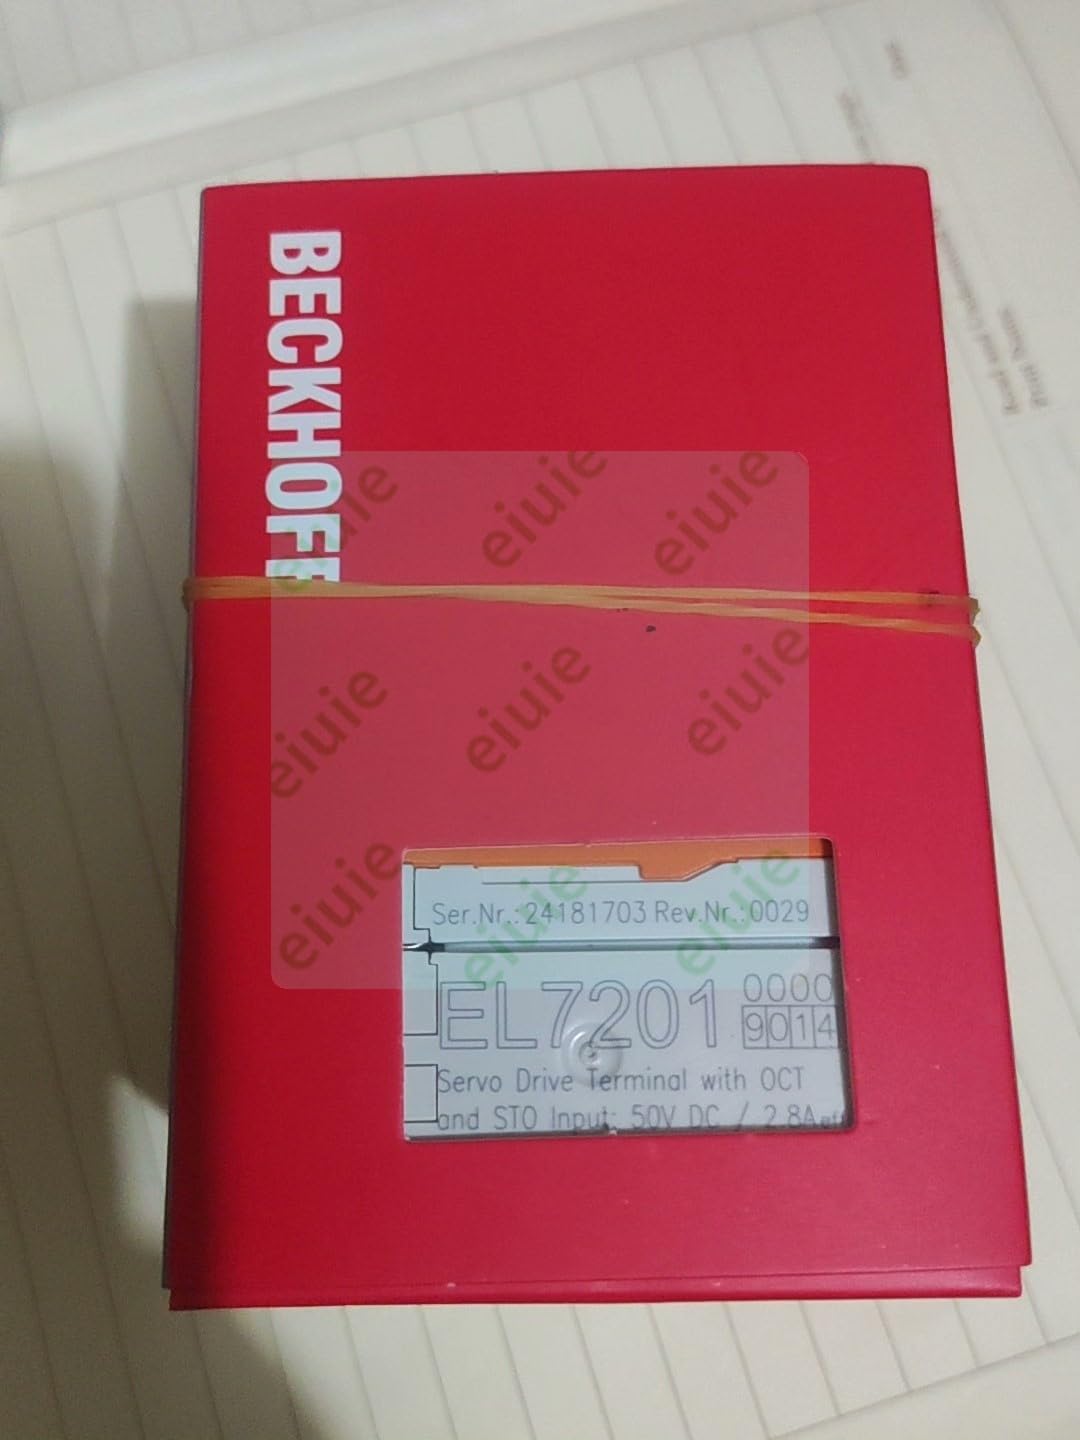 BECKHOFF
eiuie eiuie eiuie
eiuie eiuie eiuie
eiuie eiuie eiuie
Ser.Nr.: 24181703 Rev.Nr.:0029
EL7201 0000
9014
Servo Drive Terminal with OCT
and STO Input; 50V DC / 2.8Aeff